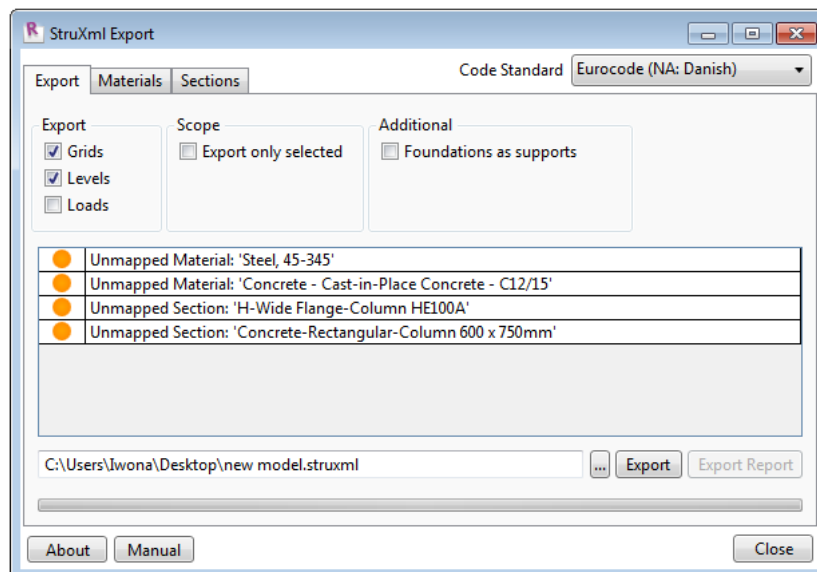 StruXml Export
Code Standard Eurocode (NA: Danish)
Export Materials Sections
Export Scope Additional
Grids Export only selected Foundations as supports
Levels
Loads
Unmapped Material: 'Steel, 45-345'
Unmapped Material: 'Concrete - Cast-in-Place Concrete - C12/15'
Unmapped Section: 'H-Wide Flange-Column HE100A'
Unmapped Section: 'Concrete-Rectangular-Column 600 x 750mm'
C:\Users\Iwona\Desktop\new model.struxml ... Export Export Report
About Manual Close